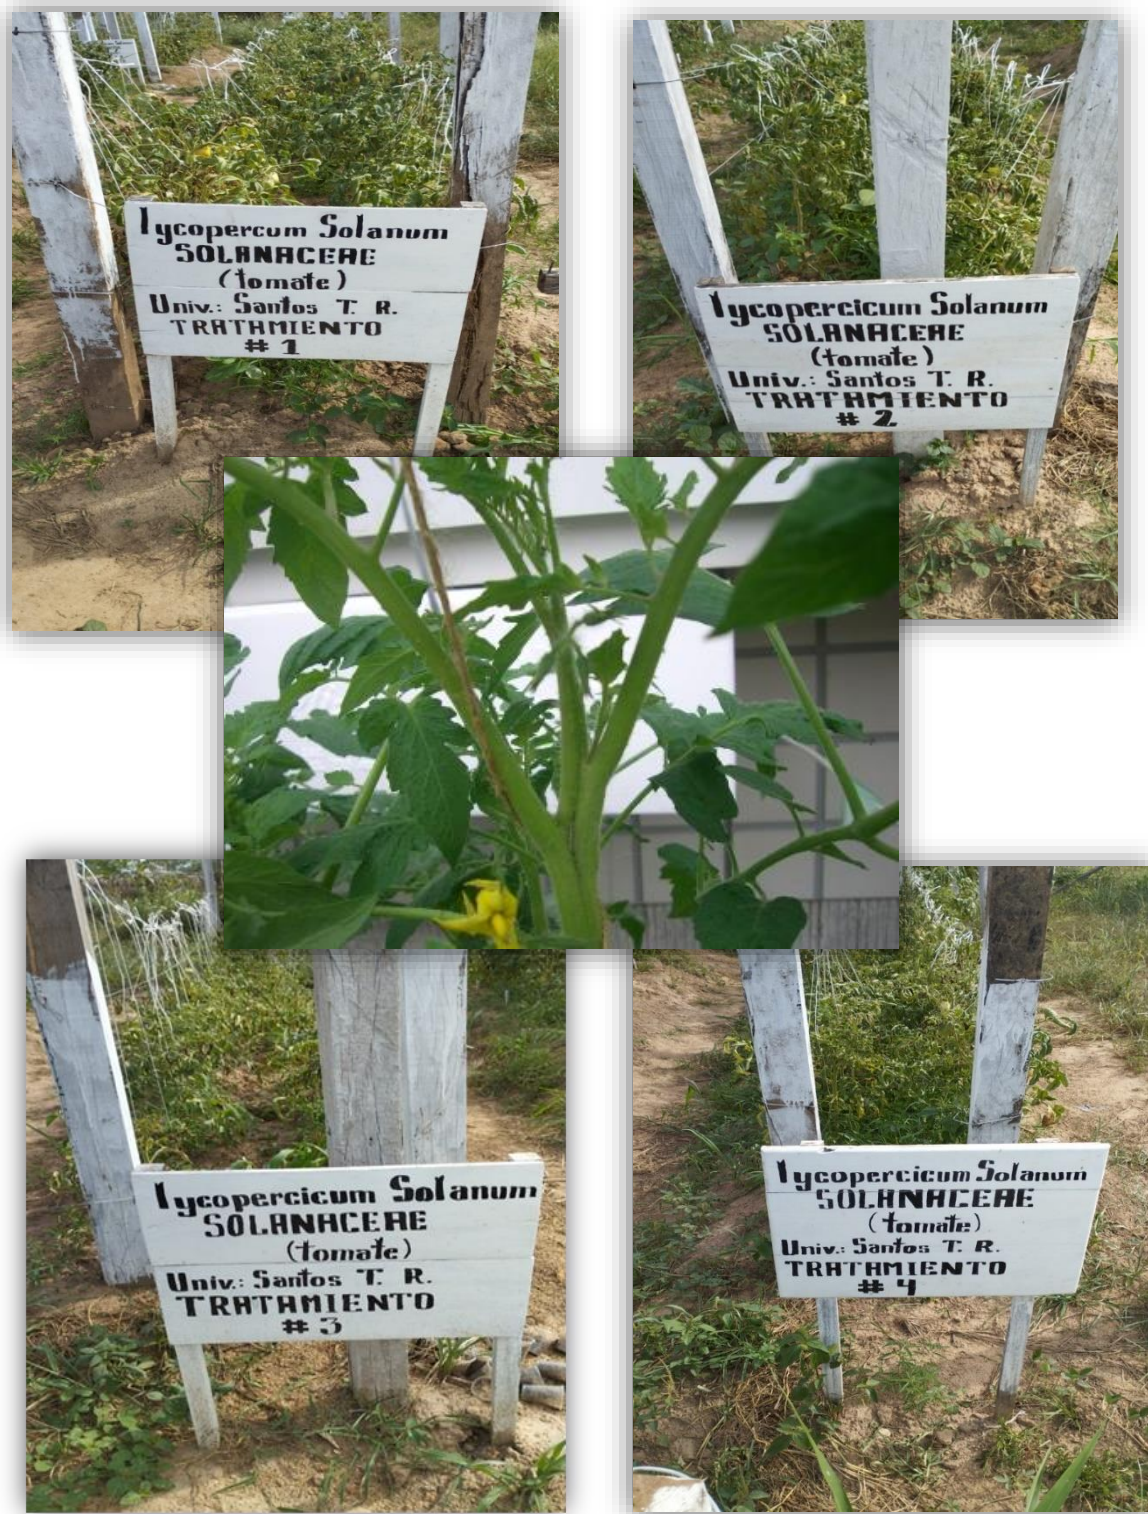 lycopercum Solanum
SOLANACEAE
(tomate)
Univ.: Santos T. R.
TRATAMIENTO
# 1
lycopercicum Solanum
SOLANACEAE
(tomate)
Univ.: Santos T. R.
TRATAMIENTO
# 2
lycopercicum Solanum
SOLANACEAE
(tomate)
Univ.: Santos T. R.
TRATAMIENTO
# 3
lycopercicum Solanum
SOLANACEAE
(tomate)
Univ.: Santos T. R.
TRATAMIENTO
# 4